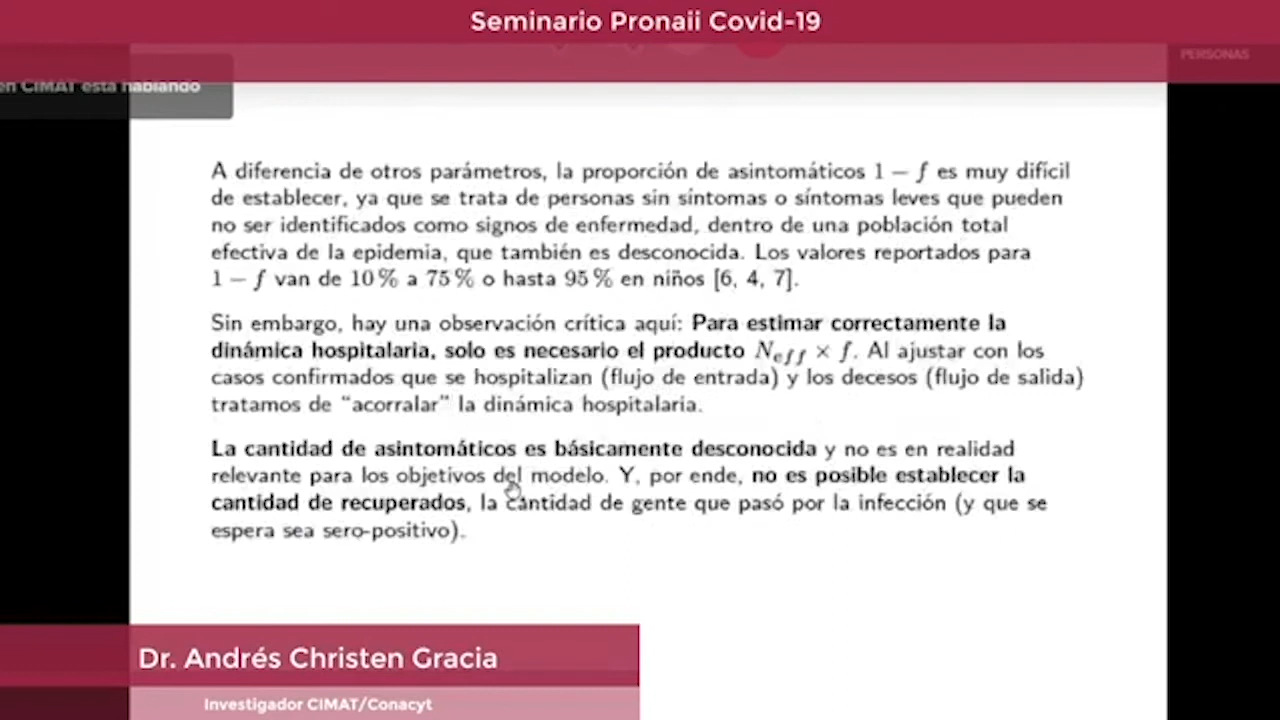 Seminario Pronaii Covid-19
PERSONAS
en CIMAT está hablando
A diferencia de otros parámetros, la proporción de asintomáticos 1 − f es muy difícil
de establecer, ya que se trata de personas sin síntomas o síntomas leves que pueden
no ser identificados como signos de enfermedad, dentro de una población total
efectiva de la epidemia, que también es desconocida. Los valores reportados para
1 − f van de 10 % a 75 % o hasta 95 % en niños [6, 4, 7].
Sin embargo, hay una observación crítica aquí: Para estimar correctamente la
dinámica hospitalaria, solo es necesario el producto Neff × f. Al ajustar con los
casos confirmados que se hospitalizan (flujo de entrada) y los decesos (flujo de salida)
tratamos de “acorralar” la dinámica hospitalaria.
La cantidad de asintomáticos es básicamente desconocida y no es en realidad
relevante para los objetivos del modelo. Y, por ende, no es posible establecer la
cantidad de recuperados, la cantidad de gente que pasó por la infección (y que se
espera sea sero-positivo).
Dr. Andrés Christen Gracia
Investigador CIMAT/Conacyt